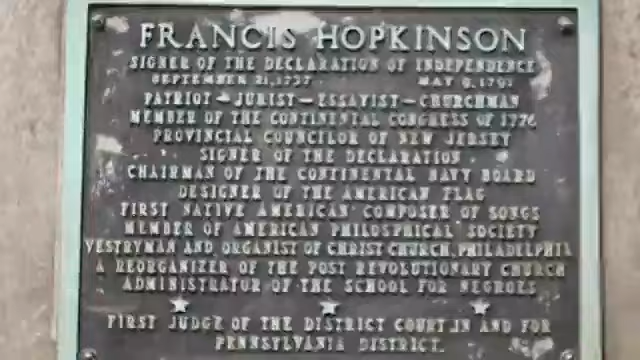 FRANCIS HOPKINSON
SIGNER OF THE DECLARATION OF INDEPENDENCE
SEPTEMBER 21, 1737 · MAY 9, 1791
PATRIOT — JURIST — ESSAYIST — CHURCHMAN
MEMBER OF THE CONTINENTAL CONGRESS OF 1776
PROVINCIAL COUNCILOR OF NEW JERSEY
SIGNER OF THE DECLARATION
CHAIRMAN OF THE CONTINENTAL NAVY BOARD
DESIGNER OF THE AMERICAN FLAG
FIRST NATIVE AMERICAN COMPOSER OF SONGS
MEMBER OF AMERICAN PHILOSPHICAL SOCIETY
VESTRYMAN AND ORGANIST OF CHRIST CHURCH, PHILADELPHIA
A REORGANIZER OF THE POST REVOLUTIONARY CHURCH
ADMINISTRATOR OF THE SCHOOL FOR NEGROES
FIRST JUDGE OF THE DISTRICT COURT IN AND FOR
PENNSYLVANIA DISTRICT.